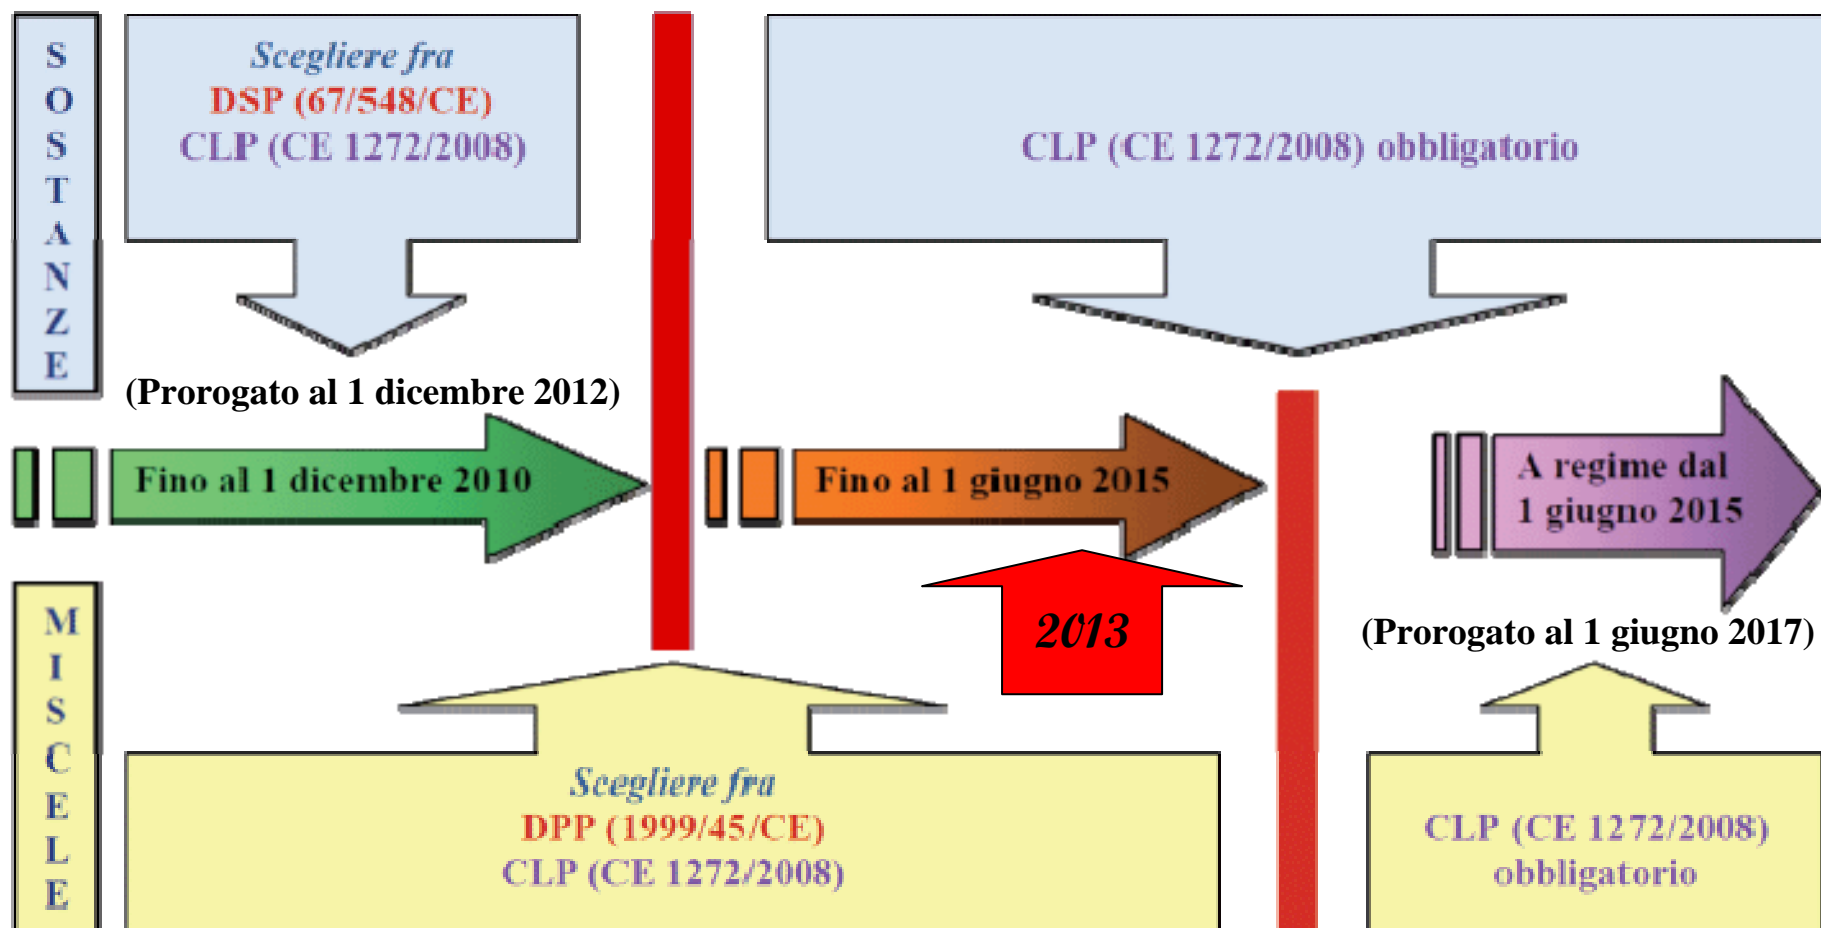 SOSTANZE
Scegliere fra
DSP (67/548/CE)
CLP (CE 1272/2008)
CLP (CE 1272/2008) obbligatorio
(Prorogato al 1 dicembre 2012)
Fino al 1 dicembre 2010
Fino al 1 giugno 2015
A regime dal
1 giugno 2015
2013
(Prorogato al 1 giugno 2017)
MISCELE
Scegliere fra
DPP (1999/45/CE)
CLP (CE 1272/2008)
CLP (CE 1272/2008)
obbligatorio